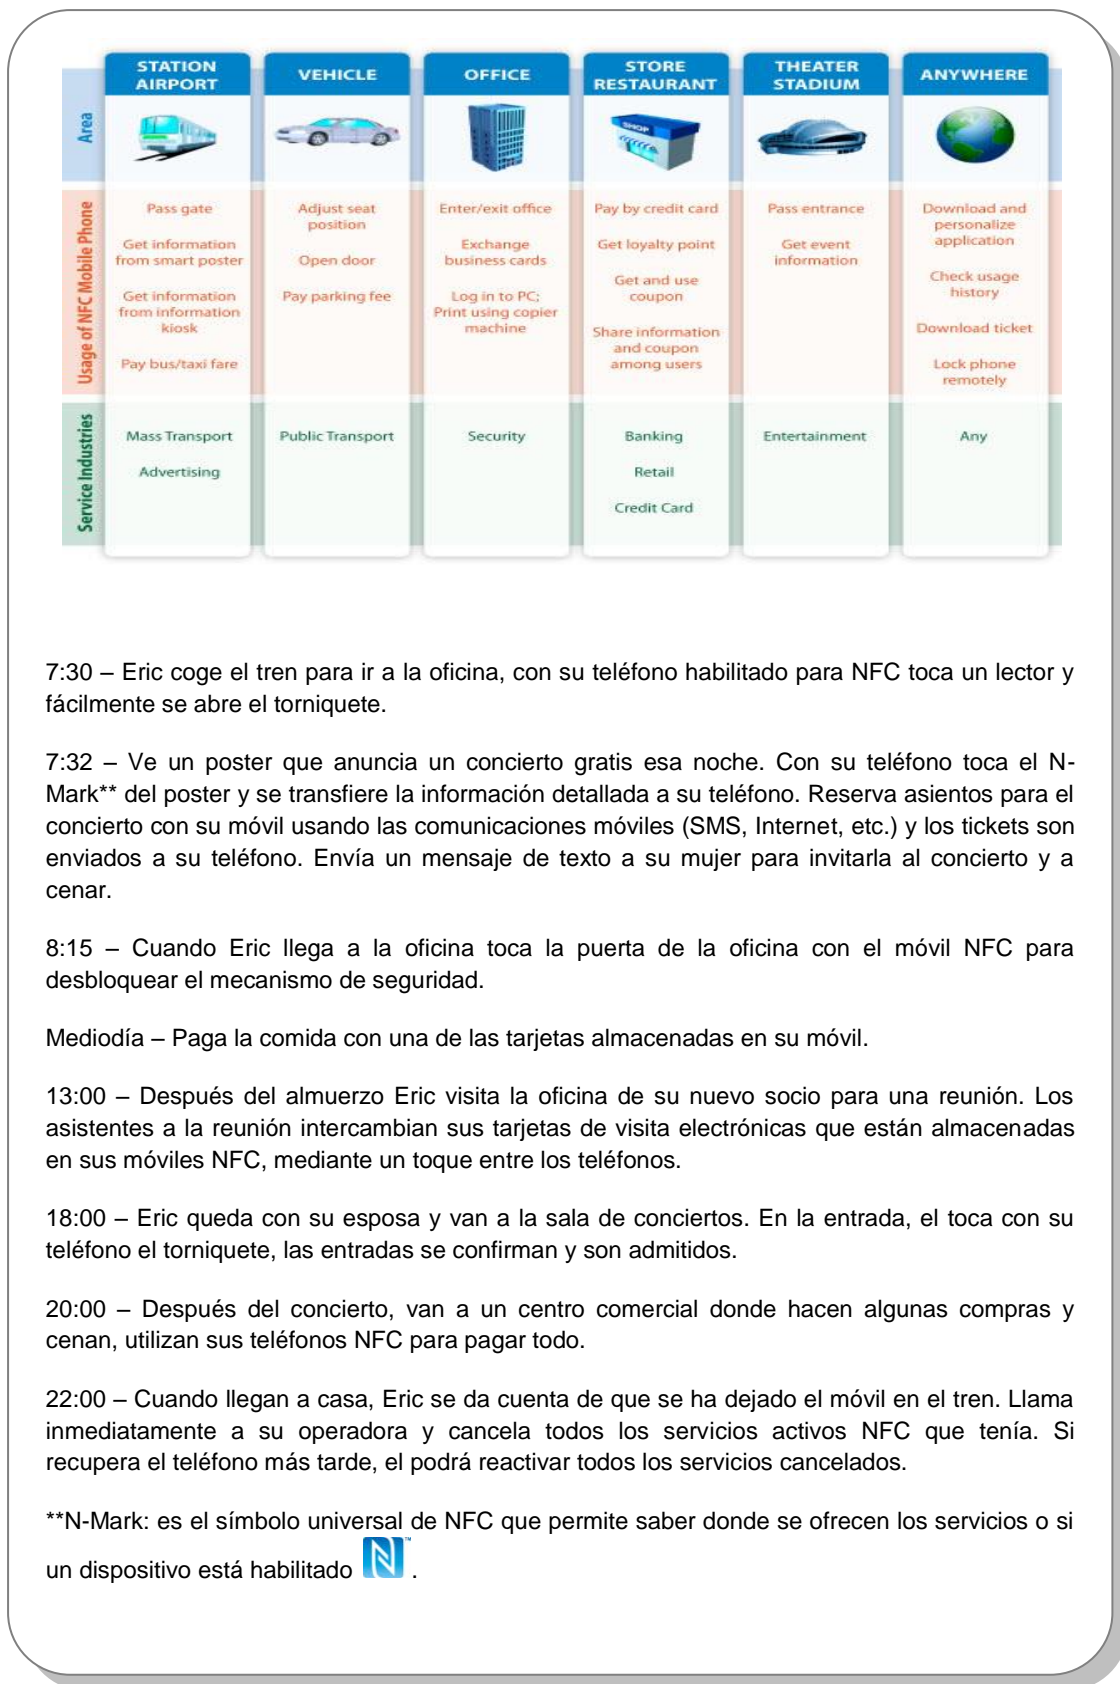 STATION
AIRPORT
VEHICLE
OFFICE
STORE
RESTAURANT
THEATER
STADIUM
ANYWHERE
Area
SHOP
Usage of NFC Mobile Phone
Pass gate
Get information
from smart poster
Get information
from information
kiosk
Pay bus/taxi fare
Adjust seat
position
Open door
Pay parking fee
Enter/exit office
Exchange
business cards
Log in to PC;
Print using copier
machine
Pay by credit card
Get loyalty point
Get and use
coupon
Share information
and coupon
among users
Pass entrance
Get event
information
Download and
personalize
application
Check usage
history
Download ticket
Lock phone
remotely
Service Industries
Mass Transport
Advertising
Public Transport
Security
Banking
Retail
Credit Card
Entertainment
Any
7:30 – Eric coge el tren para ir a la oficina, con su teléfono habilitado para NFC toca un lector y
fácilmente se abre el torniquete.
7:32 – Ve un poster que anuncia un concierto gratis esa noche. Con su teléfono toca el N-
Mark** del poster y se transfiere la información detallada a su teléfono. Reserva asientos para el
concierto con su móvil usando las comunicaciones móviles (SMS, Internet, etc.) y los tickets son
enviados a su teléfono. Envía un mensaje de texto a su mujer para invitarla al concierto y a
cenar.
8:15 – Cuando Eric llega a la oficina toca la puerta de la oficina con el móvil NFC para
desbloquear el mecanismo de seguridad.
Mediodía – Paga la comida con una de las tarjetas almacenadas en su móvil.
13:00 – Después del almuerzo Eric visita la oficina de su nuevo socio para una reunión. Los
asistentes a la reunión intercambian sus tarjetas de visita electrónicas que están almacenadas
en sus móviles NFC, mediante un toque entre los teléfonos.
18:00 – Eric queda con su esposa y van a la sala de conciertos. En la entrada, el toca con su
teléfono el torniquete, las entradas se confirman y son admitidos.
20:00 – Después del concierto, van a un centro comercial donde hacen algunas compras y
cenan, utilizan sus teléfonos NFC para pagar todo.
22:00 – Cuando llegan a casa, Eric se da cuenta de que se ha dejado el móvil en el tren. Llama
inmediatamente a su operadora y cancela todos los servicios activos NFC que tenía. Si
recupera el teléfono más tarde, el podrá reactivar todos los servicios cancelados.
**N-Mark: es el símbolo universal de NFC que permite saber donde se ofrecen los servicios o si
un dispositivo está habilitado N™ .